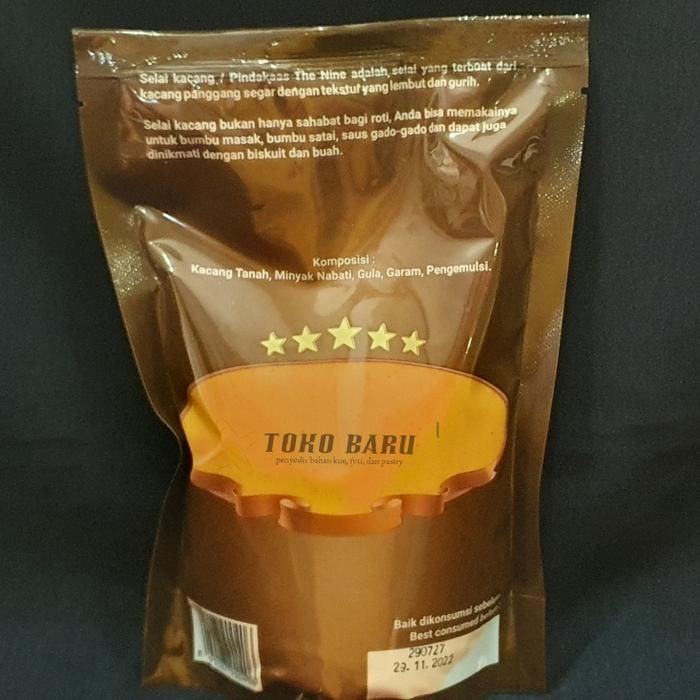 Selai kacang / Pindakaas The Nine adalah selai yang terbuat dari
kacang panggang segar dengan tekstur yang lembut dan gurih.
Selai kacang bukan hanya sahabat bagi roti, Anda bisa memakainya
untuk bumbu masak, bumbu satai, saus gado-gado dan dapat juga
dinikmati dengan biskuit dan buah.
Komposisi :
Kacang Tanah, Minyak Nabati, Gula, Garam, Pengemulsi.
TOKO BARU
penyedia bahan kue, roti, dan pastry
Baik dikonsumsi
Best consumed
290727
29. 11. 2022